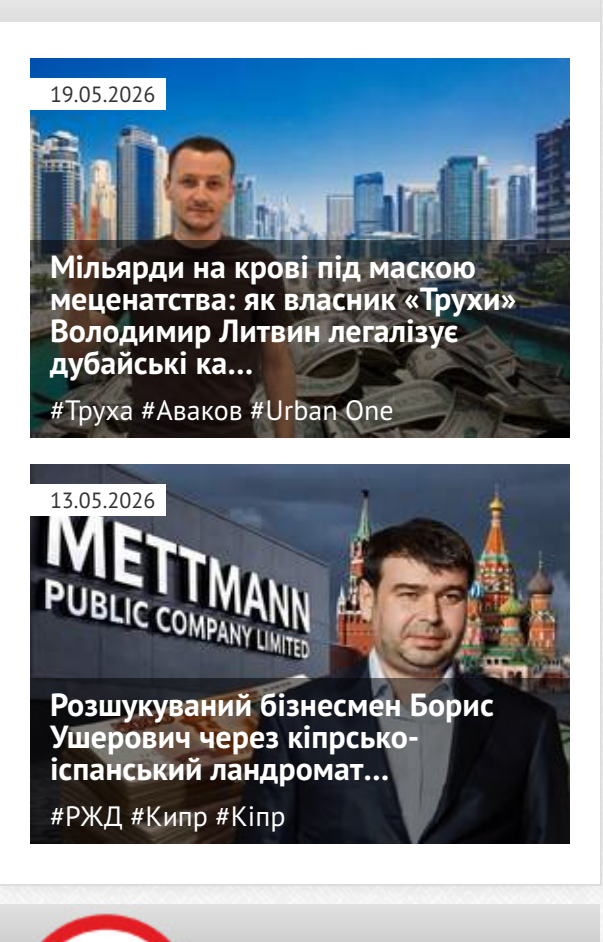 19.05.2026
Мільярди на крові під маскою
меценатства: як власник «Трухи»
Володимир Литвин легалізує
дубайські ка...
#Труха #Аваков #Urban One
13.05.2026
METTMANN
PUBLIC COMPANY LIMITED
Розшукуваний бізнесмен Борис
Ушерович через кіпрсько-
іспанський ландромат...
#РЖД #Кипр #Кіпр